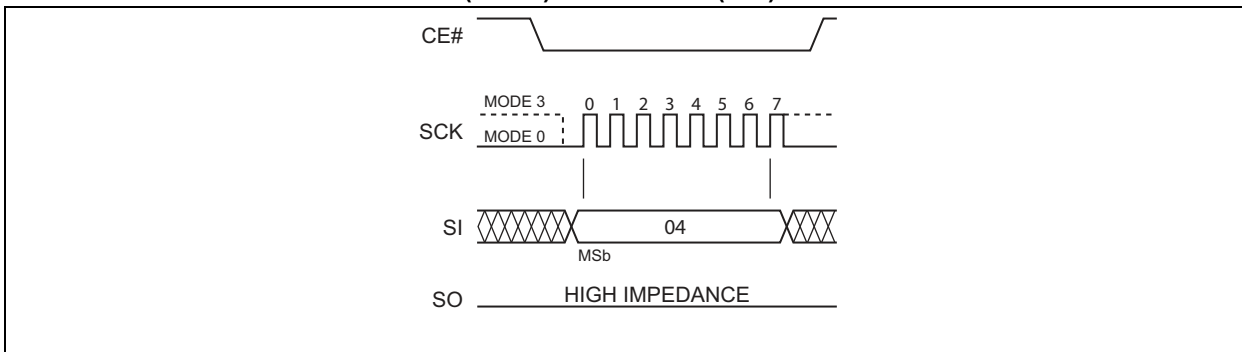 CE#
MODE 3
0 1 2 3 4 5 6 7
SCK
MODE 0
SI
04
MSb
SO
HIGH IMPEDANCE